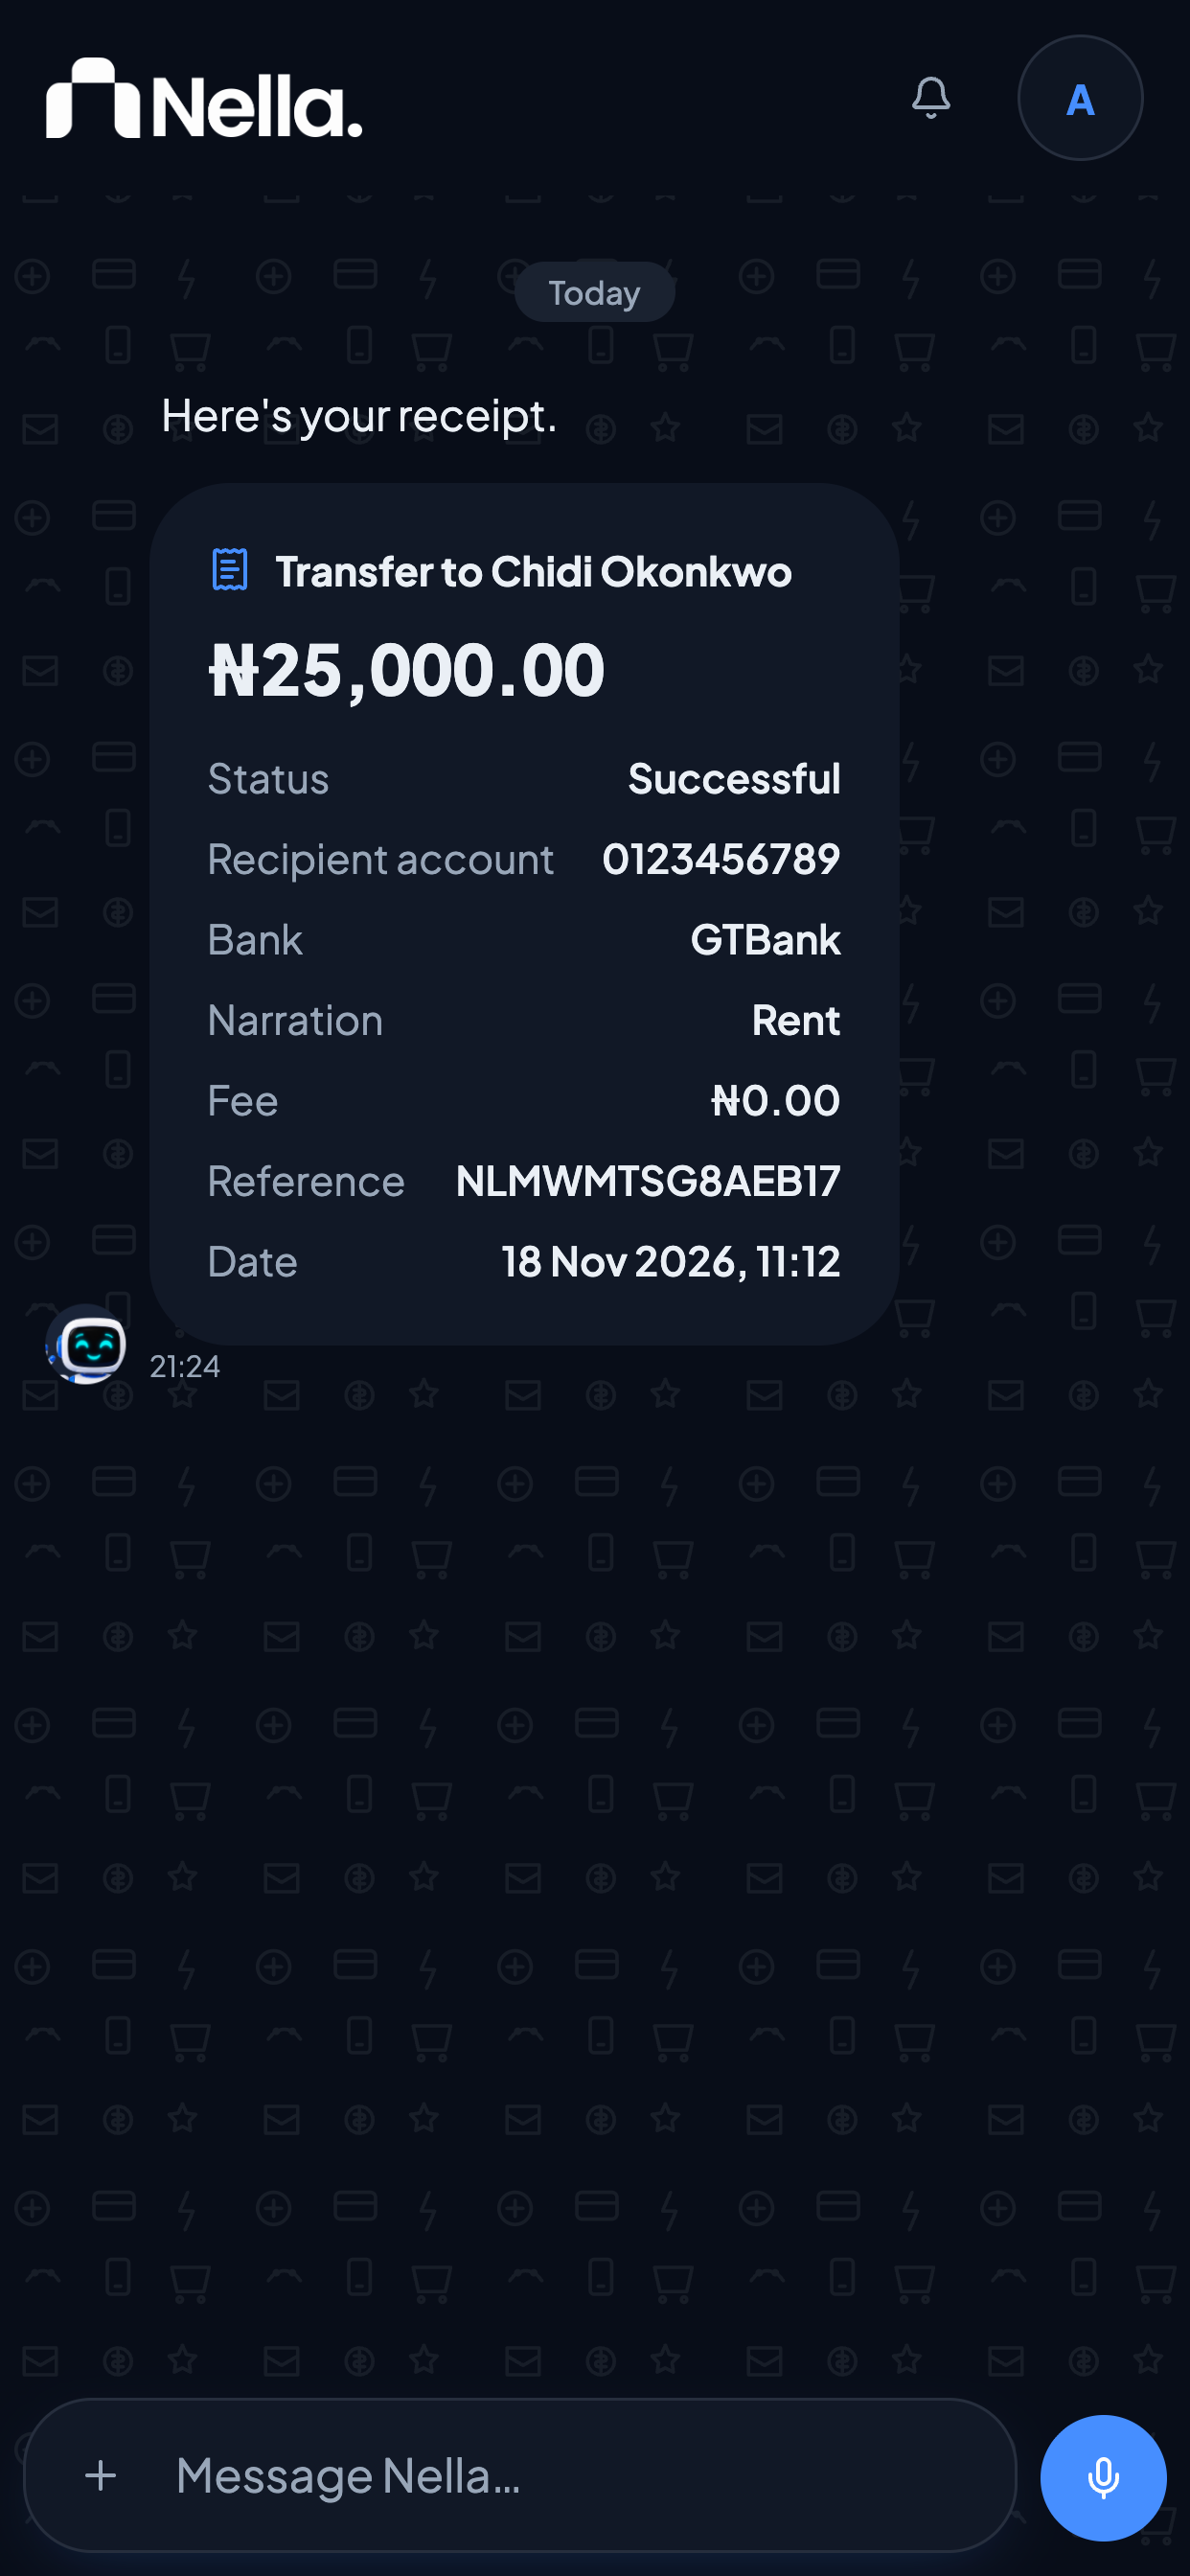 Nella.
A
Today
Here's your receipt.
Transfer to Chidi Okonkwo
₦25,000.00
Status Successful
Recipient account 0123456789
Bank GTBank
Narration Rent
Fee ₦0.00
Reference NLMWMTSG8AEB17
Date 18 Nov 2026, 11:12
21:24
Message Nella...